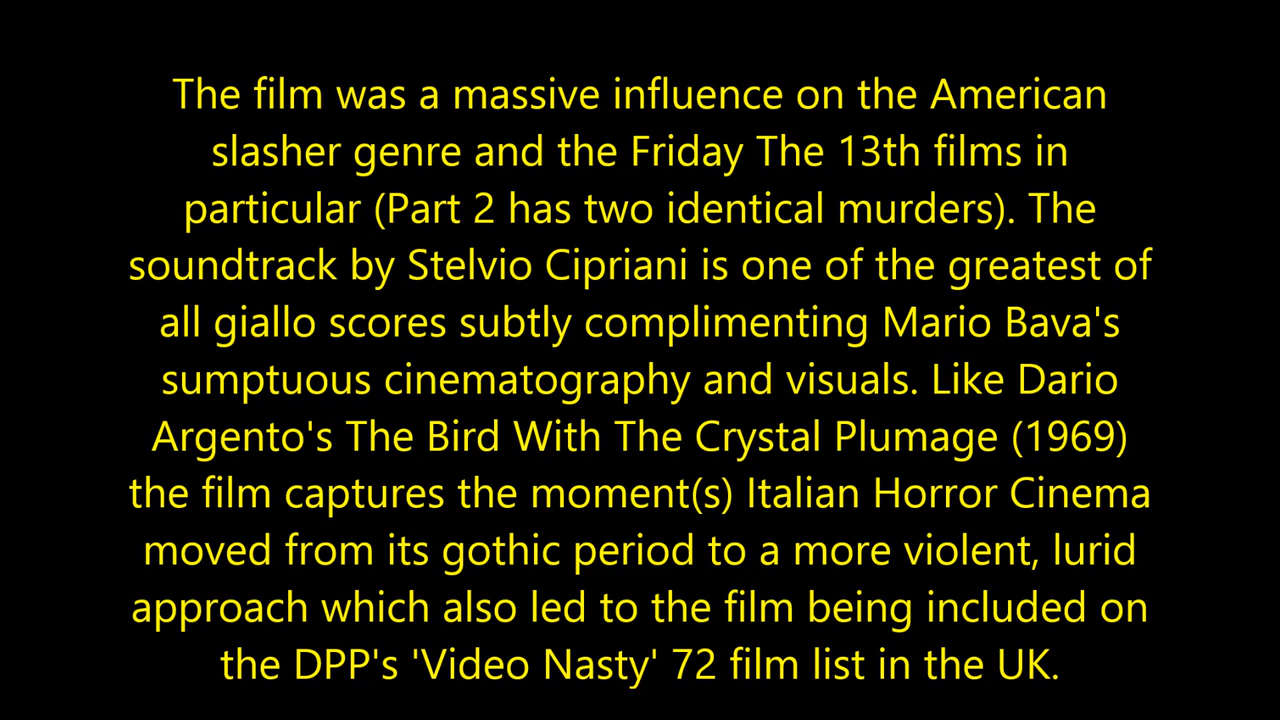 The film was a massive influence on the American
slasher genre and the Friday The 13th films in
particular (Part 2 has two identical murders). The
soundtrack by Stelvio Cipriani is one of the greatest of
all giallo scores subtly complimenting Mario Bava's
sumptuous cinematography and visuals. Like Dario
Argento's The Bird With The Crystal Plumage (1969)
the film captures the moment(s) Italian Horror Cinema
moved from its gothic period to a more violent, lurid
approach which also led to the film being included on
the DPP's 'Video Nasty' 72 film list in the UK.